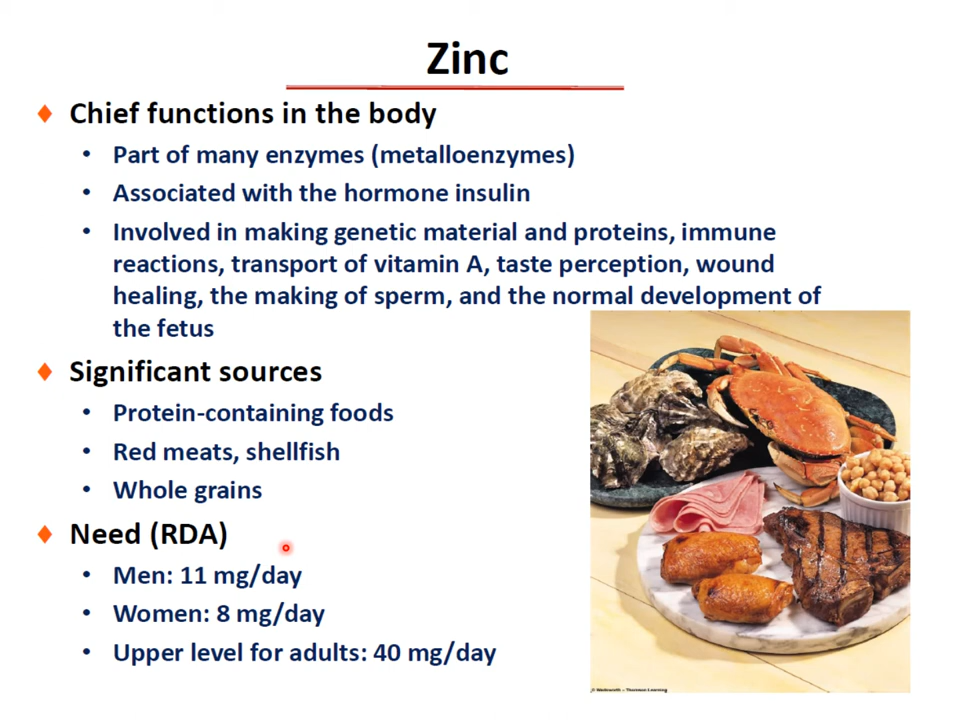 Zinc
♦ Chief functions in the body
• Part of many enzymes (metalloenzymes)
• Associated with the hormone insulin
• Involved in making genetic material and proteins, immune
reactions, transport of vitamin A, taste perception, wound
healing, the making of sperm, and the normal development of
the fetus
♦ Significant sources
• Protein-containing foods
• Red meats, shellfish
• Whole grains
♦ Need (RDA)
• Men: 11 mg/day
• Women: 8 mg/day
• Upper level for adults: 40 mg/day
© Wadsworth – Thomson Learning